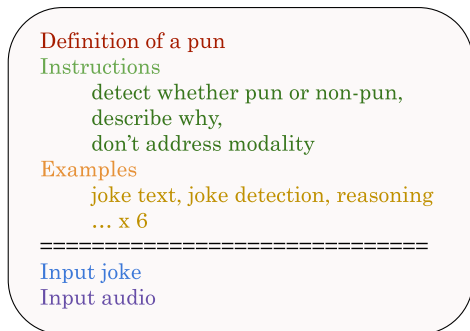 Definition of a pun
Instructions
detect whether pun or non-pun,
describe why,
don't address modality
Examples
joke text, joke detection, reasoning
… x 6
==============================
Input joke
Input audio